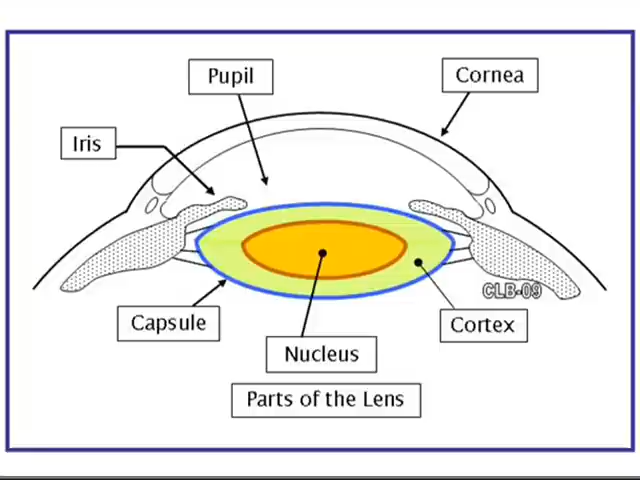 Pupil
Cornea
Iris
CLB-09
Capsule
Cortex
Nucleus
Parts of the Lens